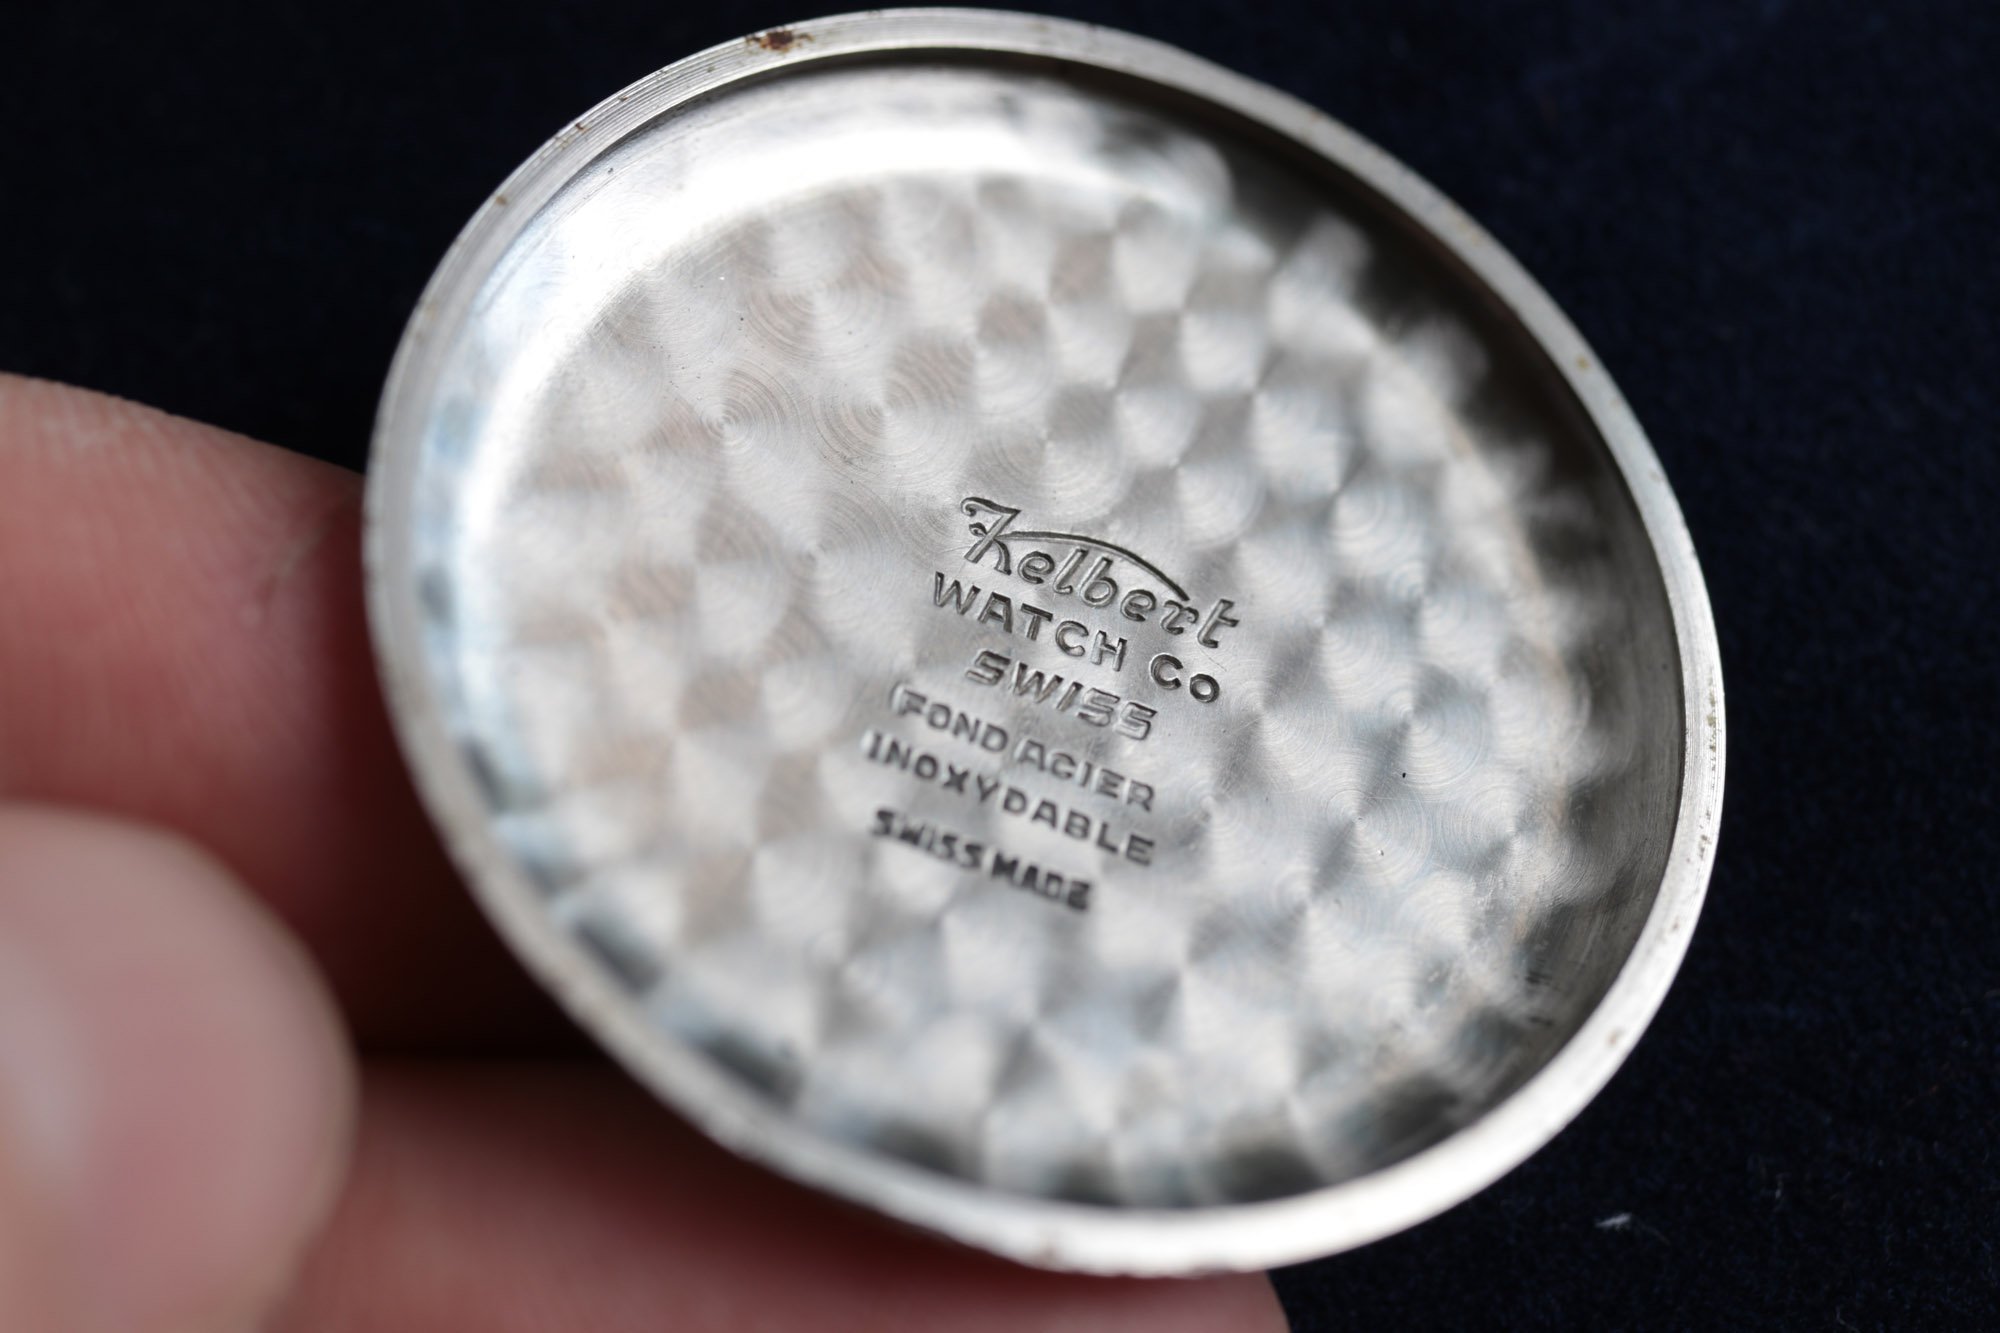 Kelbert
WATCH CO
SWISS
FOND ACIER
INOXYDABLE
SWISS MADE